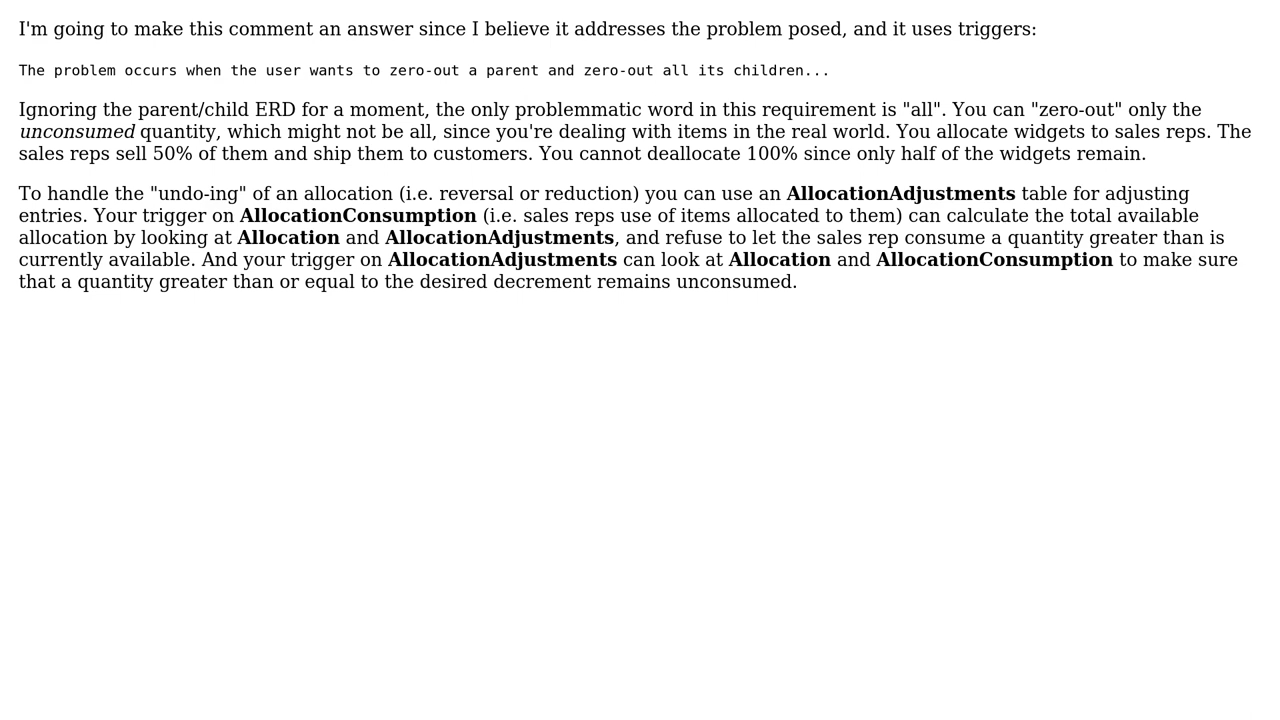 I'm going to make this comment an answer since I believe it addresses the problem posed, and it uses triggers:
The problem occurs when the user wants to zero-out a parent and zero-out all its children...
Ignoring the parent/child ERD for a moment, the only problemmatic word in this requirement is "all". You can "zero-out" only the
unconsumed quantity, which might not be all, since you're dealing with items in the real world. You allocate widgets to sales reps. The
sales reps sell 50% of them and ship them to customers. You cannot deallocate 100% since only half of the widgets remain.
To handle the "undo-ing" of an allocation (i.e. reversal or reduction) you can use an AllocationAdjustments table for adjusting
entries. Your trigger on AllocationConsumption (i.e. sales reps use of items allocated to them) can calculate the total available
allocation by looking at Allocation and AllocationAdjustments, and refuse to let the sales rep consume a quantity greater than is
currently available. And your trigger on AllocationAdjustments can look at Allocation and AllocationConsumption to make sure
that a quantity greater than or equal to the desired decrement remains unconsumed.